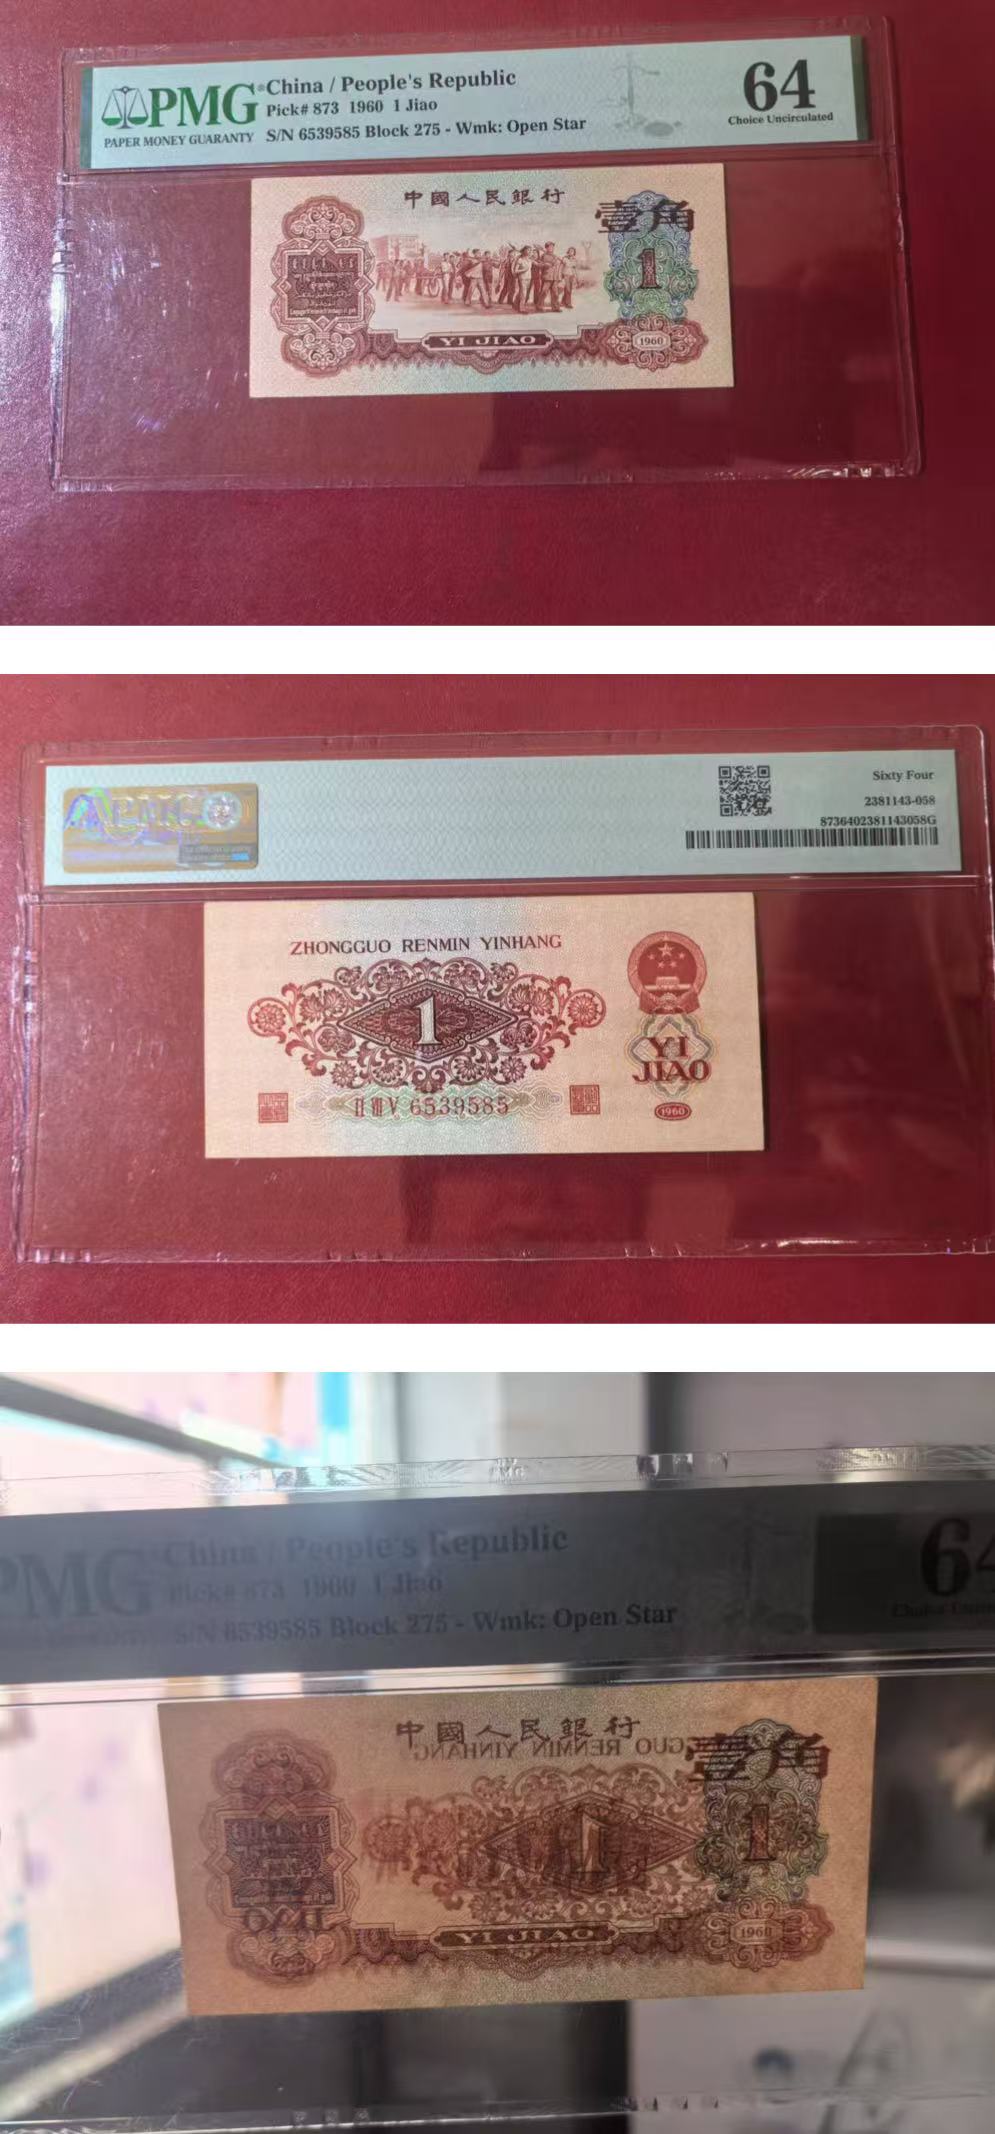 PMG
PAPER MONEY GUARANTY
China / People's Republic
Pick# 873 1960 1 Jiao
S/N 6539585 Block 275 - Wmk: Open Star
64
Choice Uncirculated
中國人民銀行
壹角
1
YI JIAO
1960
Sixty Four
2381143-058
8736402381143058G
ZHONGGUO RENMIN YINHANG
1
YI
JIAO
II III V 6539585
1960
PMG
China / People's Republic
Pick# 873 1960 1 Jiao
S/N 6539585 Block 275 - Wmk: Open Star
64
中國人民銀行
壹角
1
YI JIAO
1960